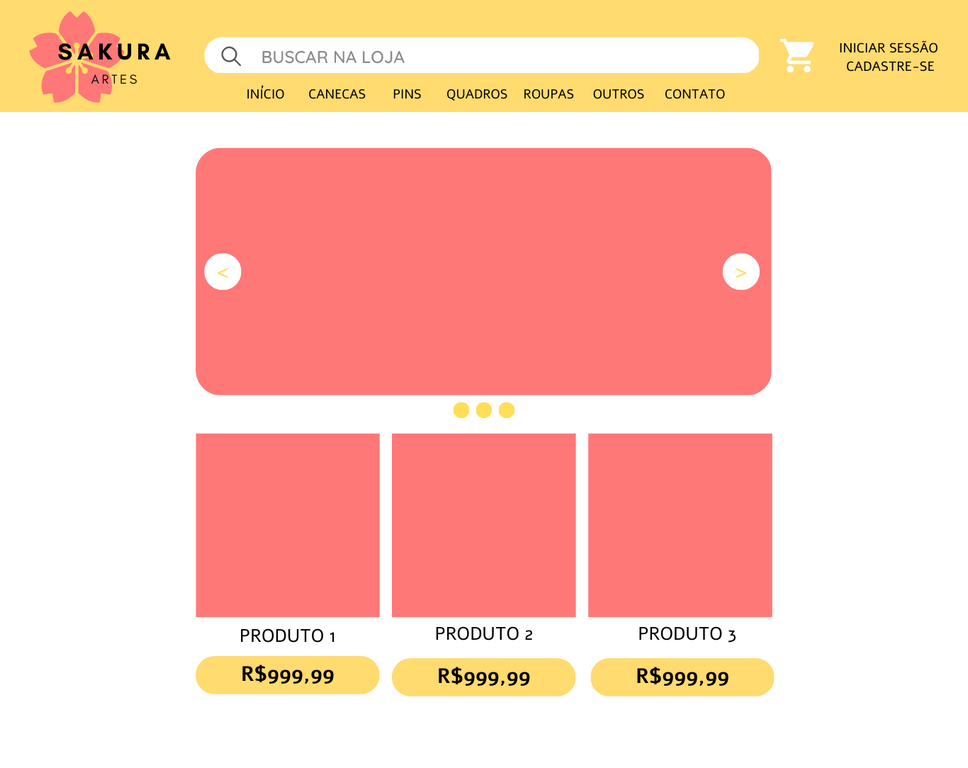 SAKURA
ARTES
BUSCAR NA LOJA
INICIAR SESSÃO
CADASTRE-SE
INÍCIO CANECAS PINS QUADROS ROUPAS OUTROS CONTATO
< >
PRODUTO 1 PRODUTO 2 PRODUTO 3
R$999,99 R$999,99 R$999,99